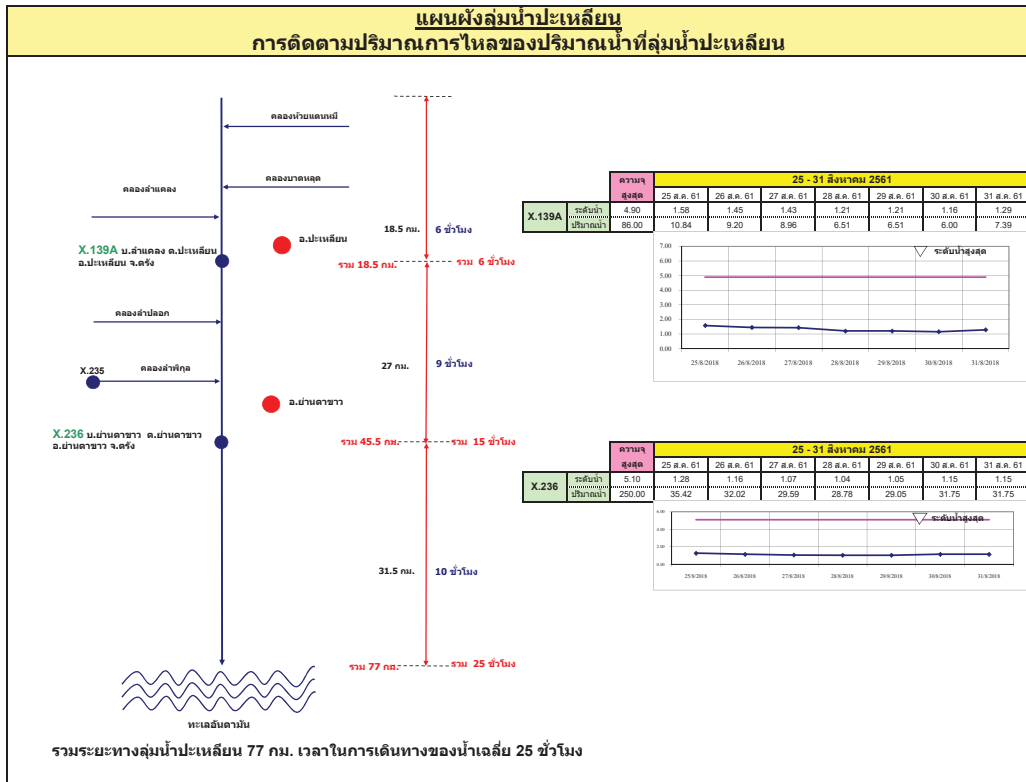 แผนผังลุ่มน้ำปะเหลียน
การติดตามปริมาณการไหลของปริมาณน้ำที่ลุ่มน้ำปะเหลียน
คลองห้วยแดนหมี
คลองบาดหลุด
คลองลำแคลง
18.5 กม.
6 ชั่วโมง
อ.ปะเหลียน
X.139A บ.ลำแคลง ต.ปะเหลียน
อ.ปะเหลียน จ.ตรัง
รวม 18.5 กม.
รวม 6 ชั่วโมง
คลองลำปลอก
X.235
คลองลำพิกุล
27 กม.
9 ชั่วโมง
อ.ย่านตาขาว
X.236 บ.ย่านตาขาว ต.ย่านตาขาว
อ.ย่านตาขาว จ.ตรัง
รวม 45.5 กม.
รวม 15 ชั่วโมง
31.5 กม.
10 ชั่วโมง
รวม 77 กม.
รวม 25 ชั่วโมง
ทะเลอันดามัน
รวมระยะทางลุ่มน้ำปะเหลียน 77 กม. เวลาในการเดินทางของน้ำเฉลี่ย 25 ชั่วโมง
ความจุสูงสุด 25 - 31 สิงหาคม 2561
25 ส.ค. 61 26 ส.ค. 61 27 ส.ค. 61 28 ส.ค. 61 29 ส.ค. 61 30 ส.ค. 61 31 ส.ค. 61
X.139A
ระดับน้ำ 4.90 1.58 1.45 1.43 1.21 1.21 1.16 1.29
ปริมาณน้ำ 86.00 10.84 9.20 8.96 6.51 6.51 6.00 7.39
ระดับน้ำสูงสุด
7.00
6.00
5.00
4.00
3.00
2.00
1.00
0.00
25/8/2018 26/8/2018 27/8/2018 28/8/2018 29/8/2018 30/8/2018 31/8/2018
ความจุสูงสุด 25 - 31 สิงหาคม 2561
25 ส.ค. 61 26 ส.ค. 61 27 ส.ค. 61 28 ส.ค. 61 29 ส.ค. 61 30 ส.ค. 61 31 ส.ค. 61
X.236
ระดับน้ำ 5.10 1.28 1.16 1.07 1.04 1.05 1.15 1.15
ปริมาณน้ำ 250.00 35.42 32.02 29.59 28.78 29.05 31.75 31.75
ระดับน้ำสูงสุด
6.00
4.00
2.00
0.00
25/8/2018 26/8/2018 27/8/2018 28/8/2018 29/8/2018 30/8/2018 31/8/2018